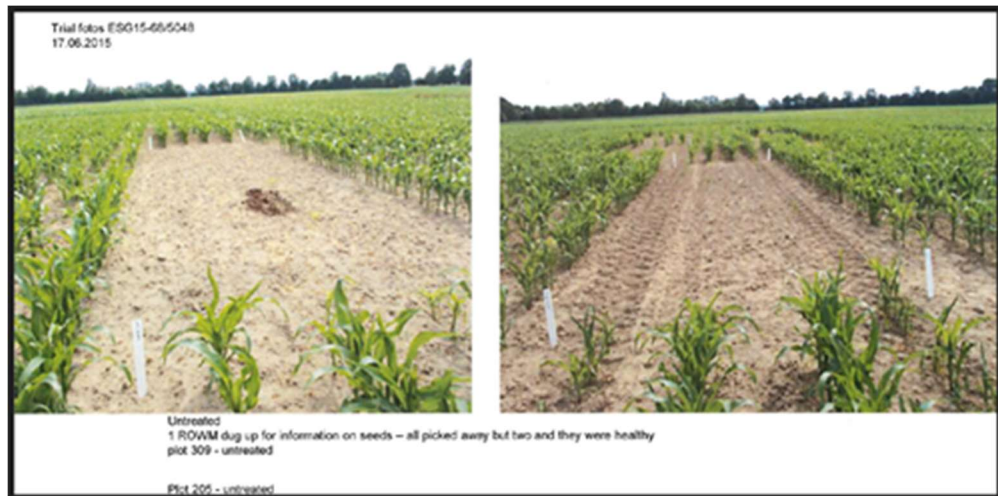 Trial fotos ESG15-68/5048
17.06.2015
Untreated
1 ROWM dug up for information on seeds – all picked away but two and they were healthy
plot 309 - untreated
Plot 205 - untreated